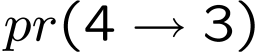 pr(4 → 3)